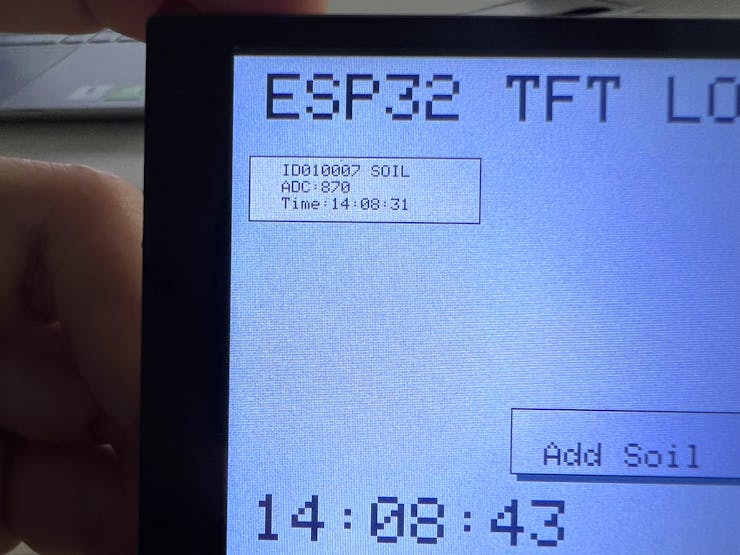 ESP32 TFT LO
ID010007 SOIL
ADC:870
Time:14:08:31
Add Soil
14:08:43